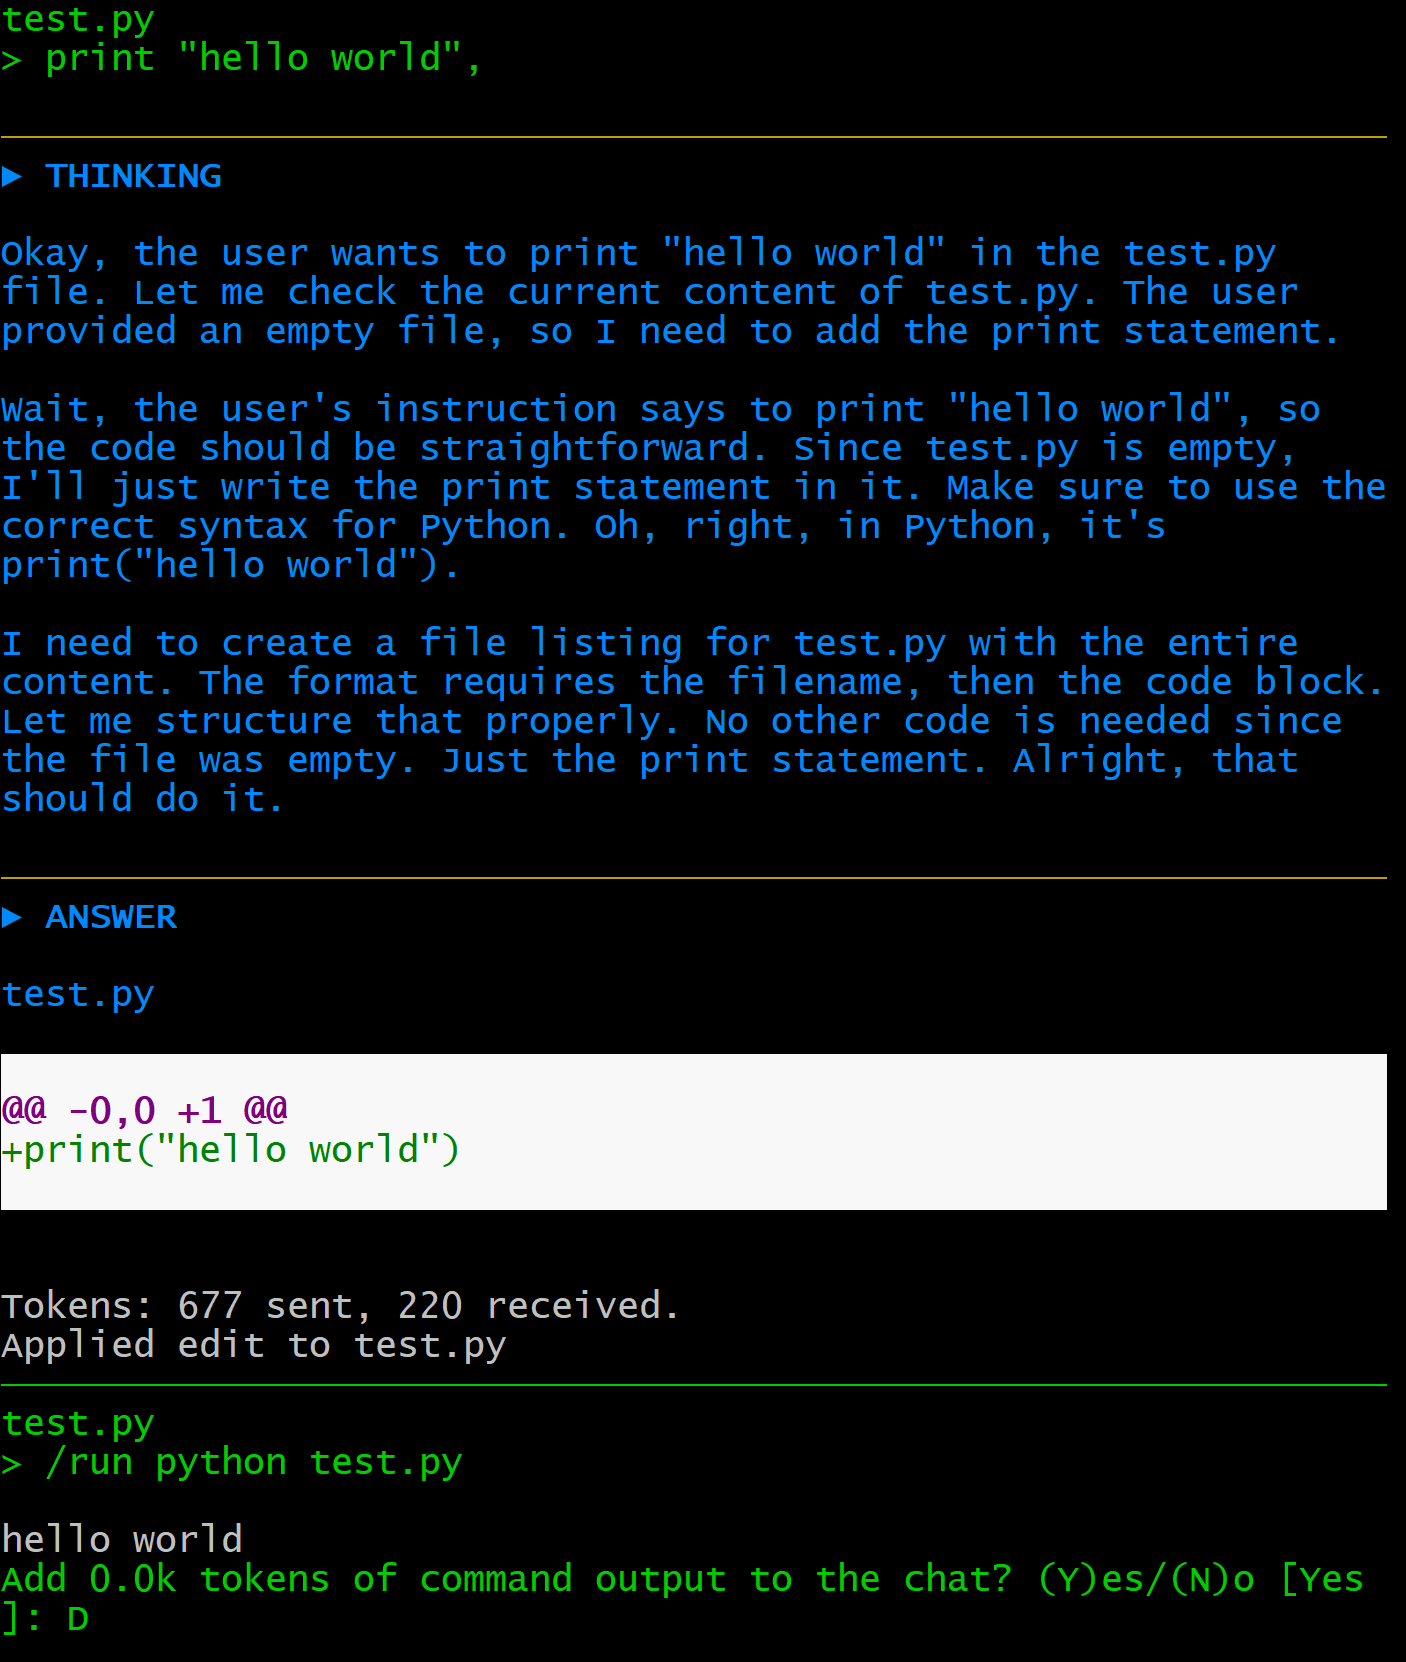 test.py
> print "hello world",
► THINKING
Okay, the user wants to print "hello world" in the test.py
file. Let me check the current content of test.py. The user
provided an empty file, so I need to add the print statement.
Wait, the user's instruction says to print "hello world", so
the code should be straightforward. Since test.py is empty,
I'll just write the print statement in it. Make sure to use the
correct syntax for Python. Oh, right, in Python, it's
print("hello world").
I need to create a file listing for test.py with the entire
content. The format requires the filename, then the code block.
Let me structure that properly. No other code is needed since
the file was empty. Just the print statement. Alright, that
should do it.
► ANSWER
test.py
@@ -0,0 +1 @@
+print("hello world")
Tokens: 677 sent, 220 received.
Applied edit to test.py
test.py
> /run python test.py
hello world
Add 0.0k tokens of command output to the chat? (Y)es/(N)o [Yes
]: D